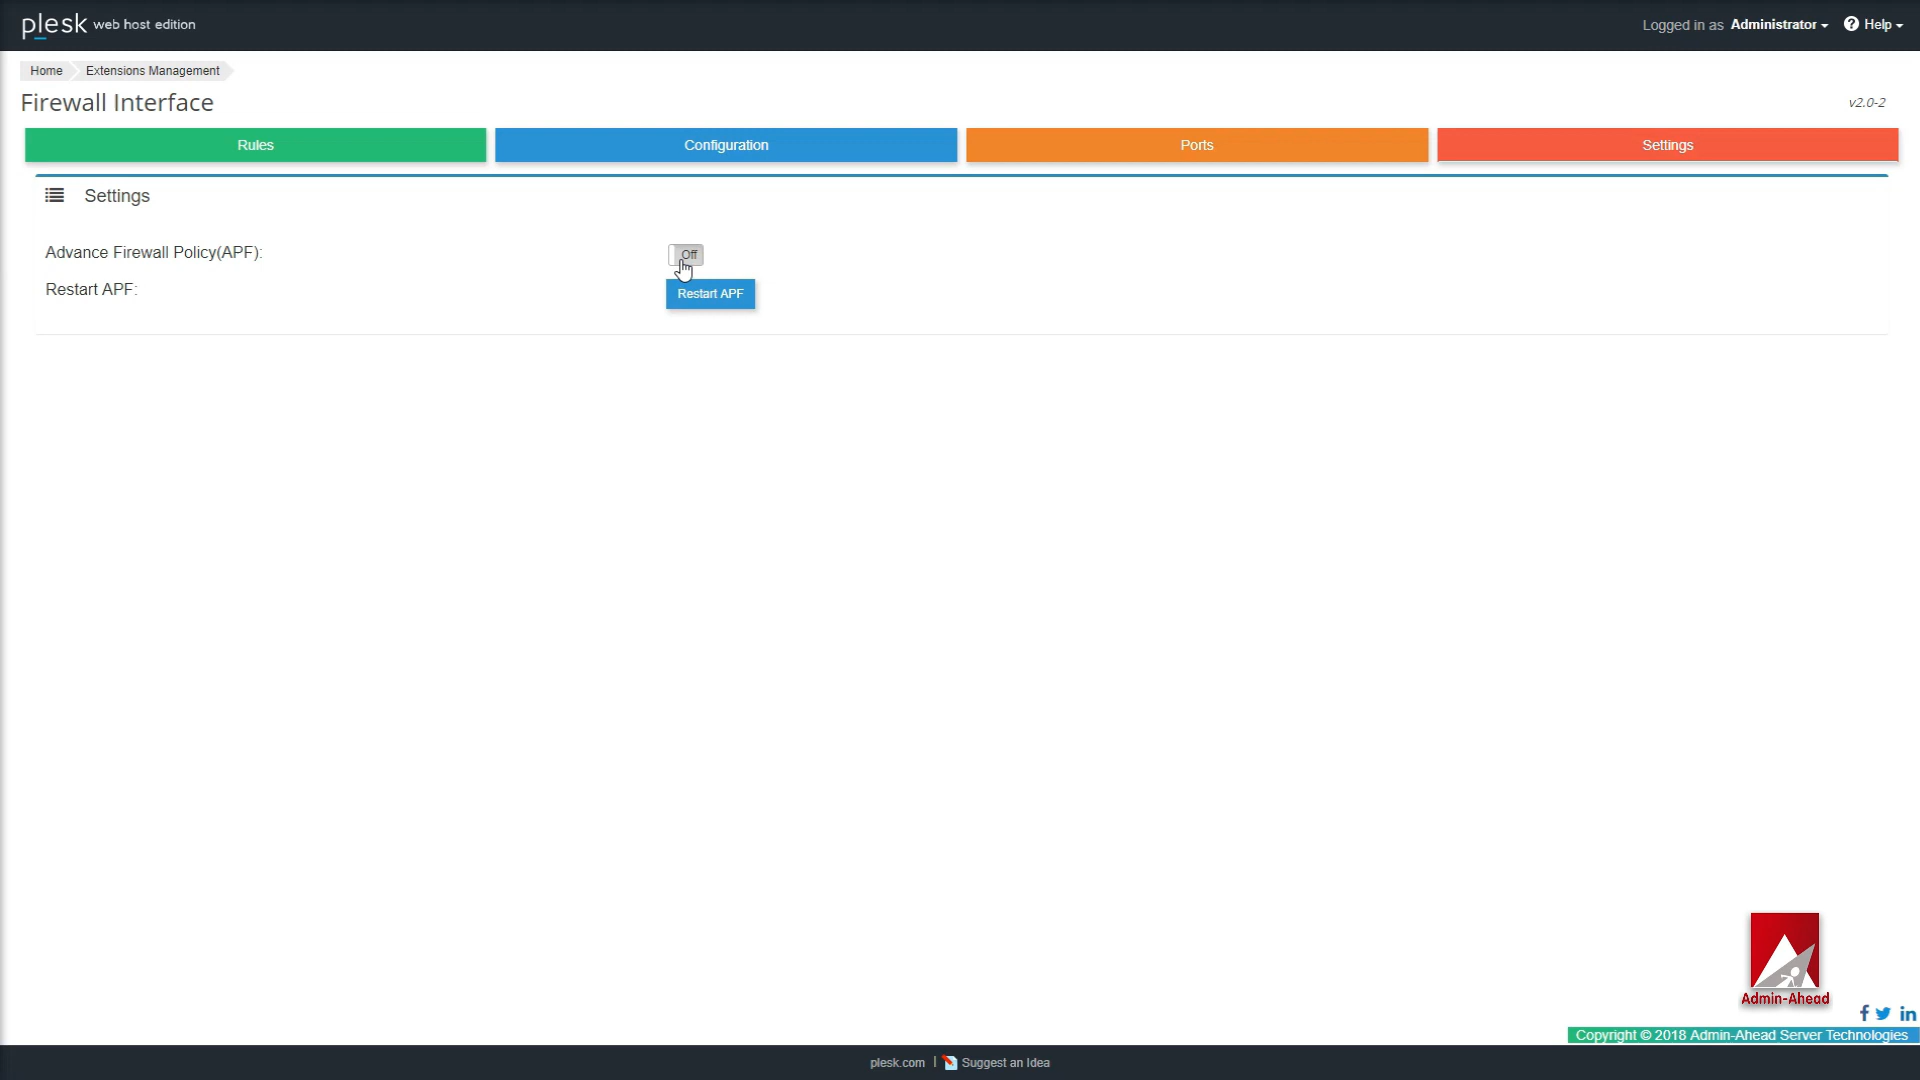 plesk web host edition
Logged in as Administrator
Help
Home
Extensions Management
Firewall Interface
v2.0-2
Rules
Configuration
Ports
Settings
Settings
Advance Firewall Policy(APF):
Off
Restart APF:
Restart APF
Admin-Ahead
Copyright © 2018 Admin-Ahead Server Technologies
plesk.com | Suggest an Idea